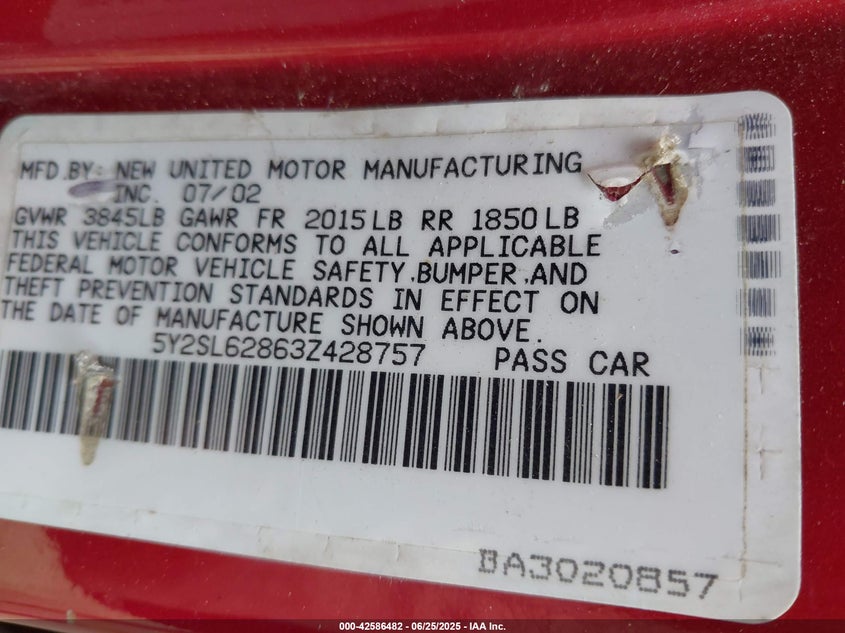 MFD BY: NEW UNITED MOTOR MANUFACTURING
INC. 07/02
GVWR 3845LB GAWR FR 2015LB RR 1850LB
THIS VEHICLE CONFORMS TO ALL APPLICABLE
FEDERAL MOTOR VEHICLE SAFETY,BUMPER,AND
THEFT PREVENTION STANDARDS IN EFFECT ON
THE DATE OF MANUFACTURE SHOWN ABOVE.
5Y2SL62863Z428757 PASS CAR
BA3020857
000-42586482 - 06/25/2025 - IAA Inc.